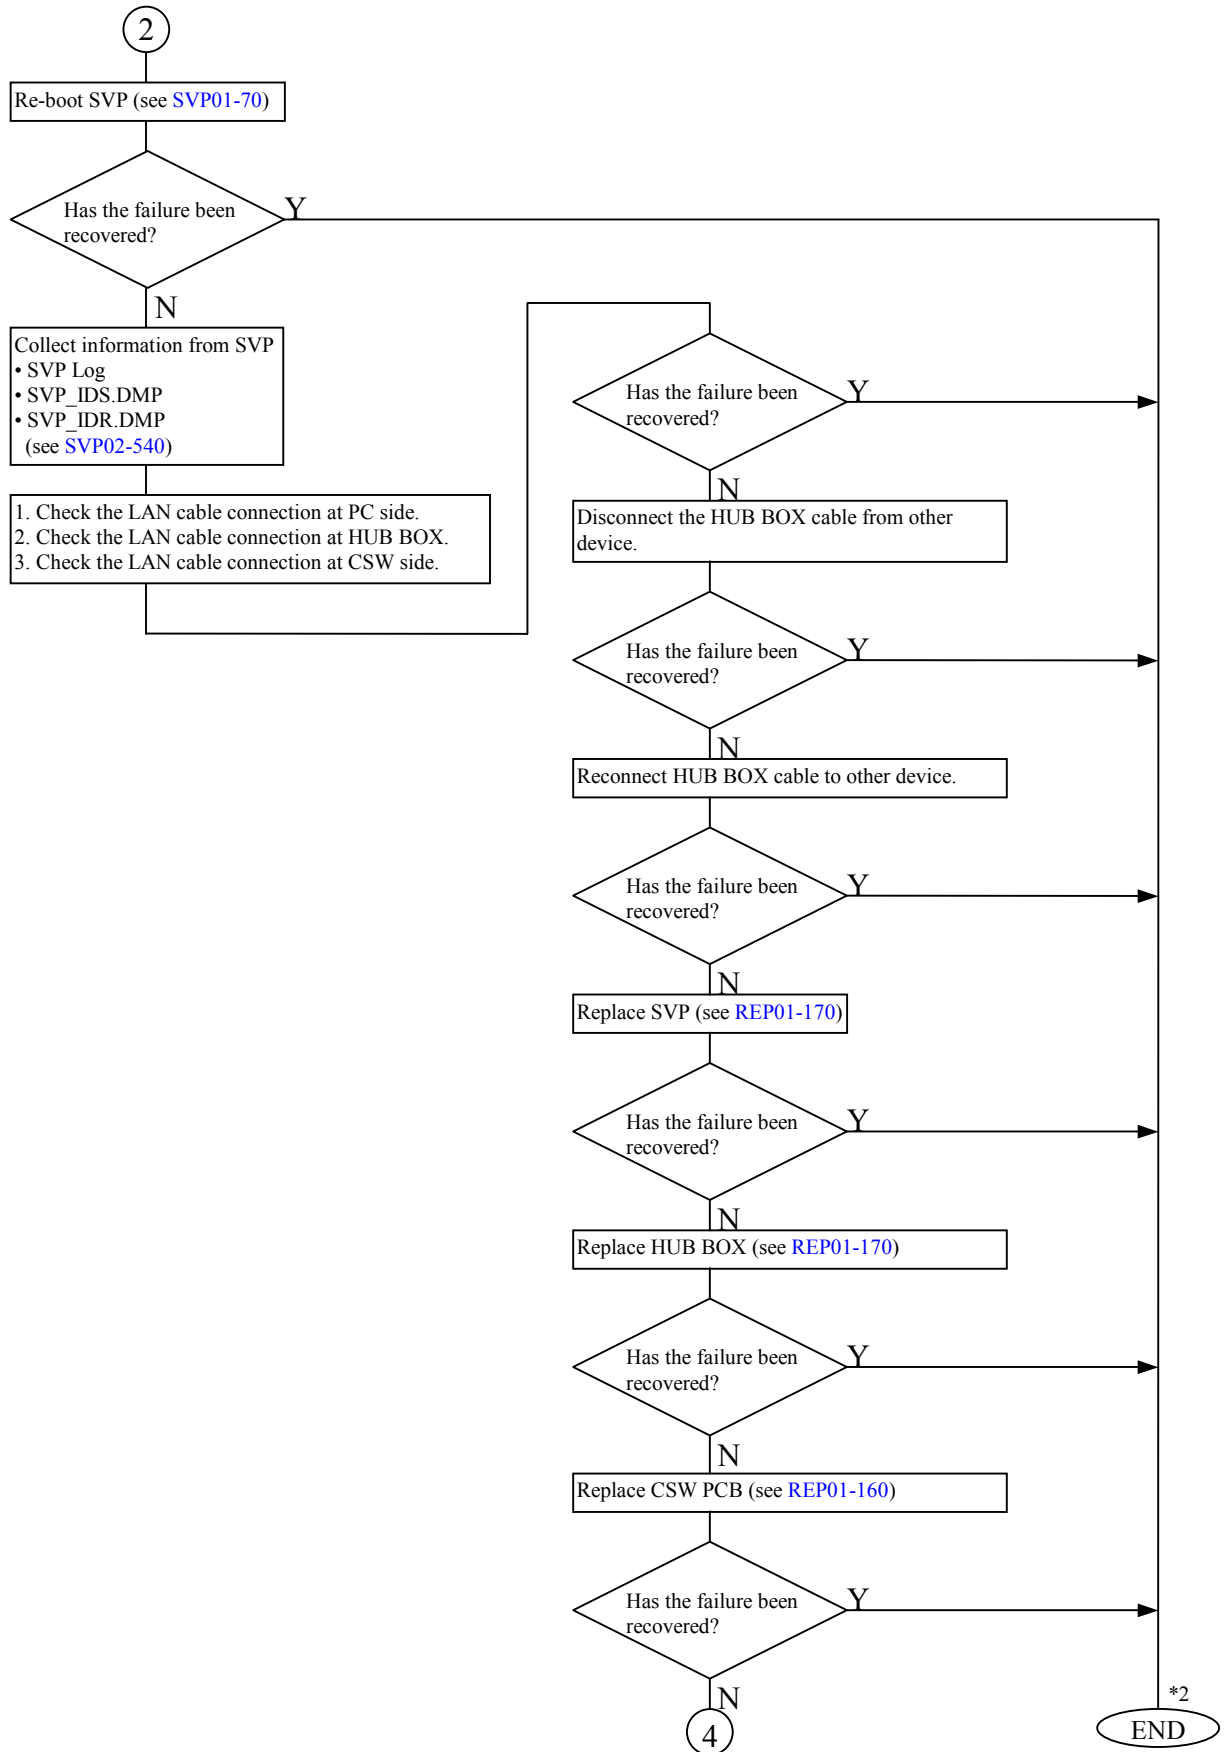 2
Re-boot SVP (see SVP01-70)
Has the failure been
recovered?
Y
N
Collect information from SVP
• SVP Log
• SVP_IDS.DMP
• SVP_IDR.DMP
(see SVP02-540)
1. Check the LAN cable connection at PC side.
2. Check the LAN cable connection at HUB BOX.
3. Check the LAN cable connection at CSW side.
Has the failure been
recovered?
Y
N
Disconnect the HUB BOX cable from other
device.
Has the failure been
recovered?
Y
N
Reconnect HUB BOX cable to other device.
Has the failure been
recovered?
Y
N
Replace SVP (see REP01-170)
Has the failure been
recovered?
Y
N
Replace HUB BOX (see REP01-170)
Has the failure been
recovered?
Y
N
Replace CSW PCB (see REP01-160)
Has the failure been
recovered?
Y
N
4
*2
END